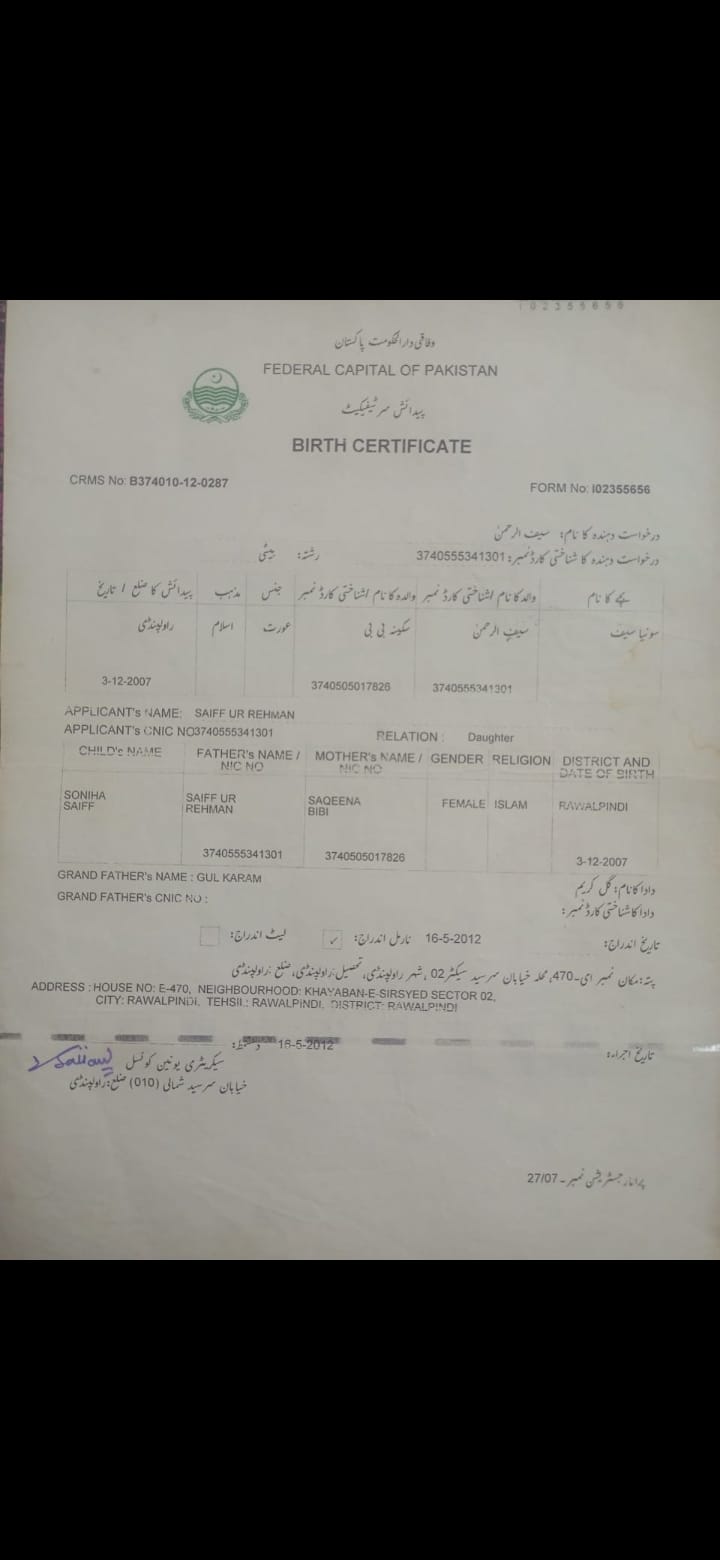 I02355656
وفاقی دارالحکومت پاکستان
FEDERAL CAPITAL OF PAKISTAN
پیدائش سرٹیفیکیٹ
BIRTH CERTIFICATE
CRMS No: B374010-12-0287
FORM No: I02355656
درخواست دہندہ کا نام: سیف الرحمٰن
درخواست دہندہ کا شناختی کارڈ نمبر: 3740555341301 رشتہ: بیٹی
بچے کا نام والد کا نام /شناختی کارڈ نمبر والدہ کا نام /شناختی کارڈ نمبر جنس مذہب پیدائش کا ضلع / تاریخ
سونیا سیف سیف الرحمٰن سکینہ بی بی عورت اسلام راولپنڈی
3740555341301 3740505017826 3-12-2007
APPLICANT's NAME: SAIFF UR REHMAN
APPLICANT's CNIC NO3740555341301 RELATION : Daughter
CHILD's NAME FATHER's NAME / NIC NO MOTHER's NAME / NIC NO GENDER RELIGION DISTRICT AND DATE OF BIRTH
SONIHA SAIFF SAIFF UR REHMAN SAQEENA BIBI FEMALE ISLAM RAWALPINDI
3740555341301 3740505017826 3-12-2007
GRAND FATHER's NAME : GUL KARAM
دادا کا نام: گل کریم
GRAND FATHER's CNIC NO :
دادا کا شناختی کارڈ نمبر:
تاریخ اندراج: 16-5-2012 نارمل اندراج: ✓ لیٹ اندراج:
پتہ: مکان نمبر ای-470، محلہ خیابان سرسید سیکٹر 02 ، شہر راولپنڈی، تحصیل: راولپنڈی، ضلع :راولپنڈی
ADDRESS : HOUSE NO: E-470, NEIGHBOURHOOD: KHAYABAN-E-SIRSYED SECTOR 02,
CITY: RAWALPINDI, TEHSIL: RAWALPINDI, DISTRICT: RAWALPINDI
تاریخ اجراء: 16-5-2012 دستخط:
سیکریٹری یونین کونسل
خیابان سرسید شمالی (010) ضلع: راولپنڈی
پرانا رجسٹریشن نمبر - 27/07